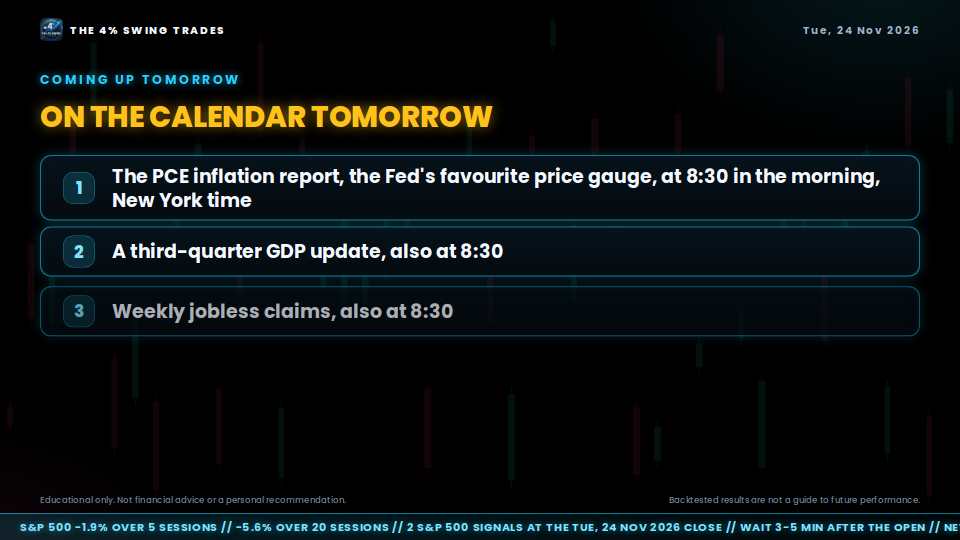 THE 4% SWING TRADES
Tue, 24 Nov 2026
COMING UP TOMORROW
ON THE CALENDAR TOMORROW
1
The PCE inflation report, the Fed's favourite price gauge, at 8:30 in the morning,
New York time
2
A third-quarter GDP update, also at 8:30
3
Weekly jobless claims, also at 8:30
Educational only. Not financial advice or a personal recommendation.
Backtested results are not a guide to future performance.
S&P 500 -1.9% OVER 5 SESSIONS // -5.6% OVER 20 SESSIONS // 2 S&P 500 SIGNALS AT THE TUE, 24 NOV 2026 CLOSE // WAIT 3-5 MIN AFTER THE OPEN //